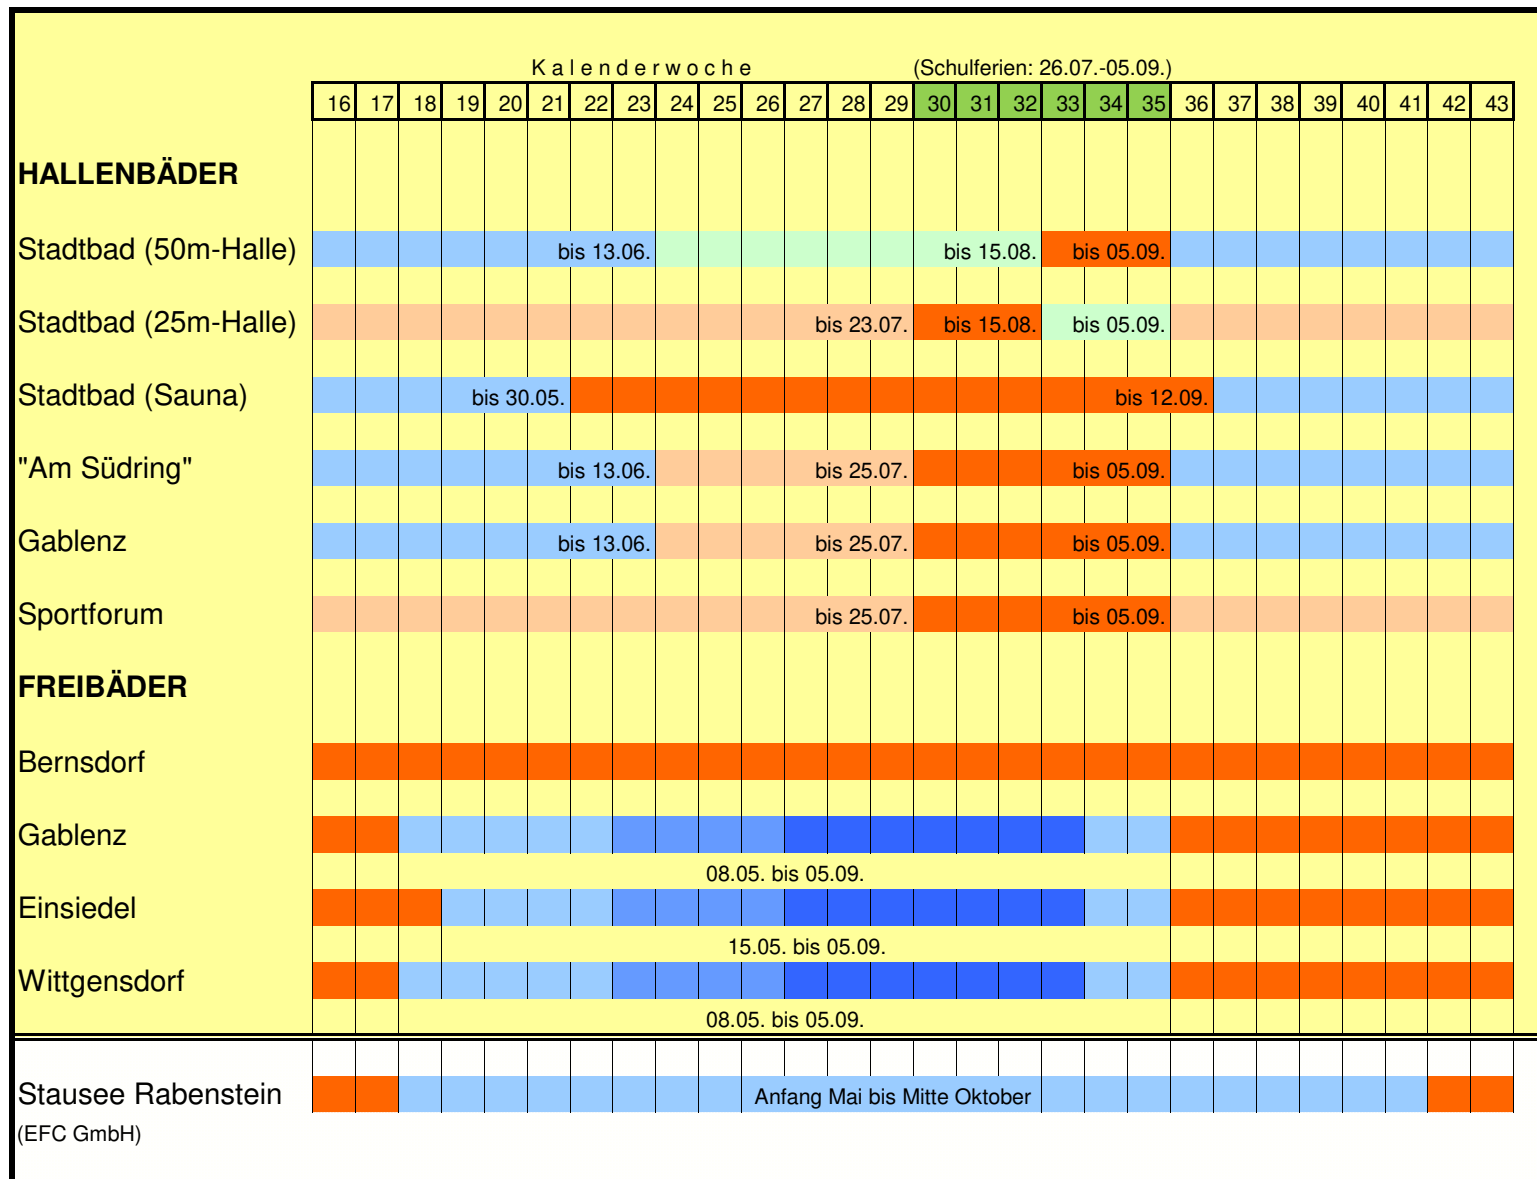 K a l e n d e r w o c h e (Schulferien: 26.07.-05.09.)
16 17 18 19 20 21 22 23 24 25 26 27 28 29 30 31 32 33 34 35 36 37 38 39 40 41 42 43
HALLENBÄDER
Stadtbad (50m-Halle) bis 13.06. bis 15.08. bis 05.09.
Stadtbad (25m-Halle) bis 23.07. bis 15.08. bis 05.09.
Stadtbad (Sauna) bis 30.05. bis 12.09.
"Am Südring" bis 13.06. bis 25.07. bis 05.09.
Gablenz bis 13.06. bis 25.07. bis 05.09.
Sportforum bis 25.07. bis 05.09.
FREIBÄDER
Bernsdorf
Gablenz
08.05. bis 05.09.
Einsiedel
15.05. bis 05.09.
Wittgensdorf
08.05. bis 05.09.
Stausee Rabenstein Anfang Mai bis Mitte Oktober
(EFC GmbH)